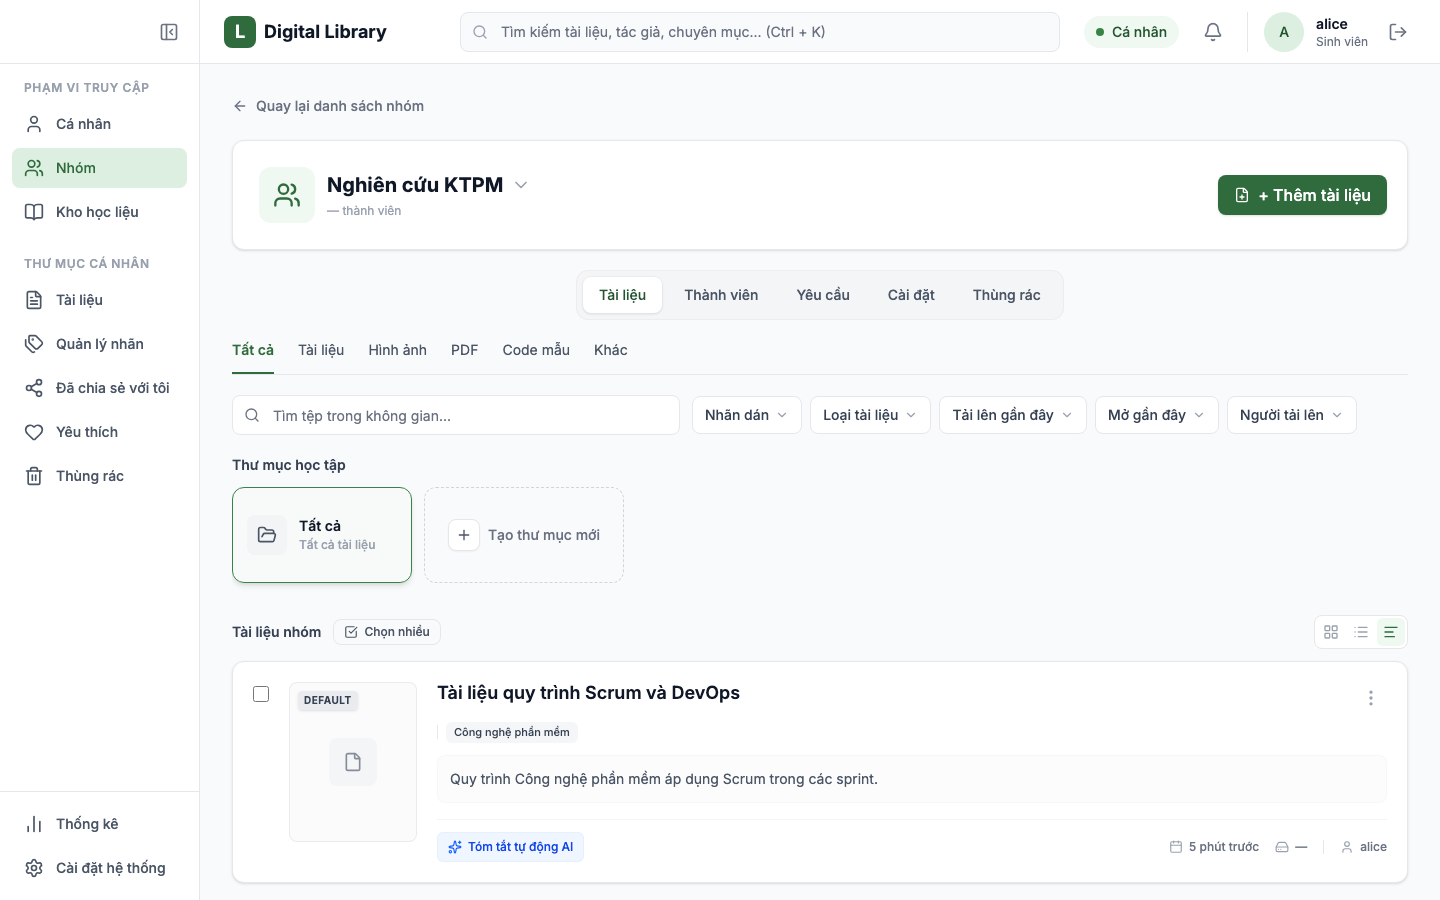 L Digital Library
Tìm kiếm tài liệu, tác giả, chuyên mục... (Ctrl + K)
Cá nhân
A
alice
Sinh viên
PHẠM VI TRUY CẬP
Cá nhân
Nhóm
Kho học liệu
THƯ MỤC CÁ NHÂN
Tài liệu
Quản lý nhãn
Đã chia sẻ với tôi
Yêu thích
Thùng rác
Thống kê
Cài đặt hệ thống
Quay lại danh sách nhóm
Nghiên cứu KTPM
— thành viên
+ Thêm tài liệu
Tài liệu Thành viên Yêu cầu Cài đặt Thùng rác
Tất cả Tài liệu Hình ảnh PDF Code mẫu Khác
Tìm tệp trong không gian...
Nhãn dán Loại tài liệu Tải lên gần đây Mở gần đây Người tải lên
Thư mục học tập
Tất cả
Tất cả tài liệu
Tạo thư mục mới
Tài liệu nhóm Chọn nhiều
DEFAULT
Tài liệu quy trình Scrum và DevOps
Công nghệ phần mềm
Quy trình Công nghệ phần mềm áp dụng Scrum trong các sprint.
Tóm tắt tự động AI
5 phút trước — alice